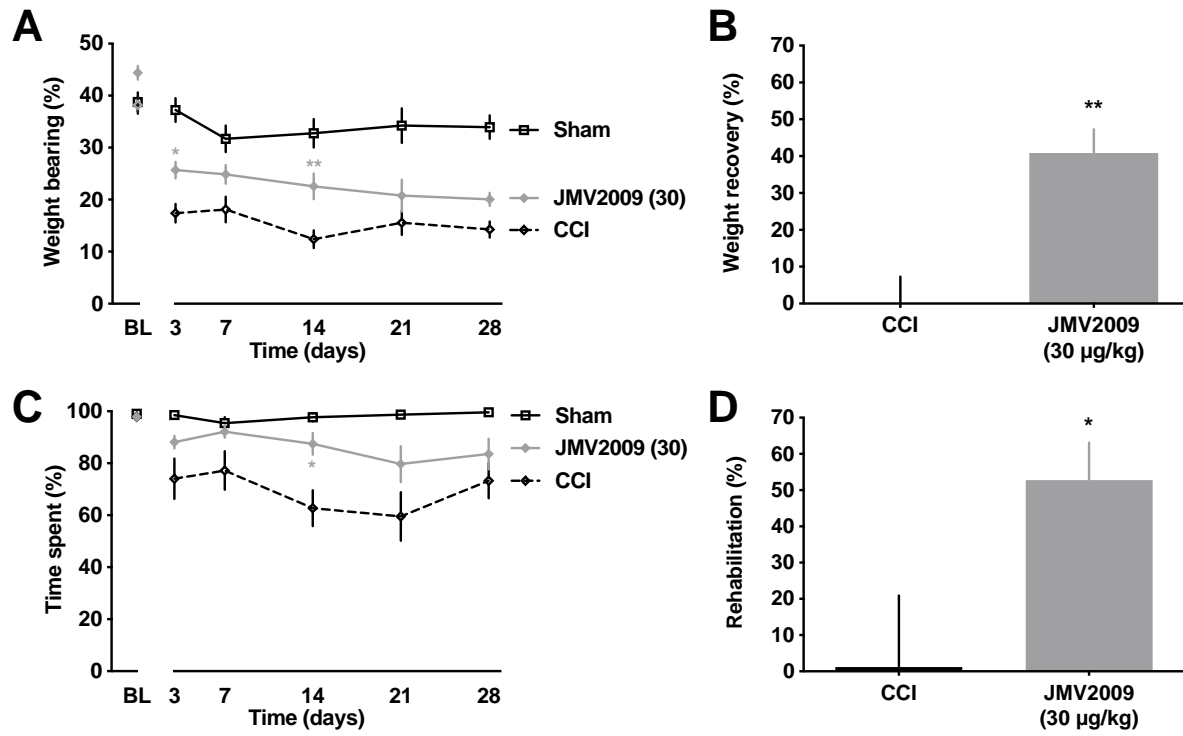 A
Weight bearing (%)
50
40
30
20
10
0
*
**
Sham
JMV2009 (30)
CCI
BL 3 7 14 21 28
Time (days)
B
Weight recovery (%)
70
60
50
40
30
20
10
0
**
CCI JMV2009
(30 µg/kg)
C
Time spent (%)
100
80
60
40
20
0
*
Sham
JMV2009 (30)
CCI
BL 3 7 14 21 28
Time (days)
D
Rehabilitation (%)
70
60
50
40
30
20
10
0
*
CCI JMV2009
(30 µg/kg)